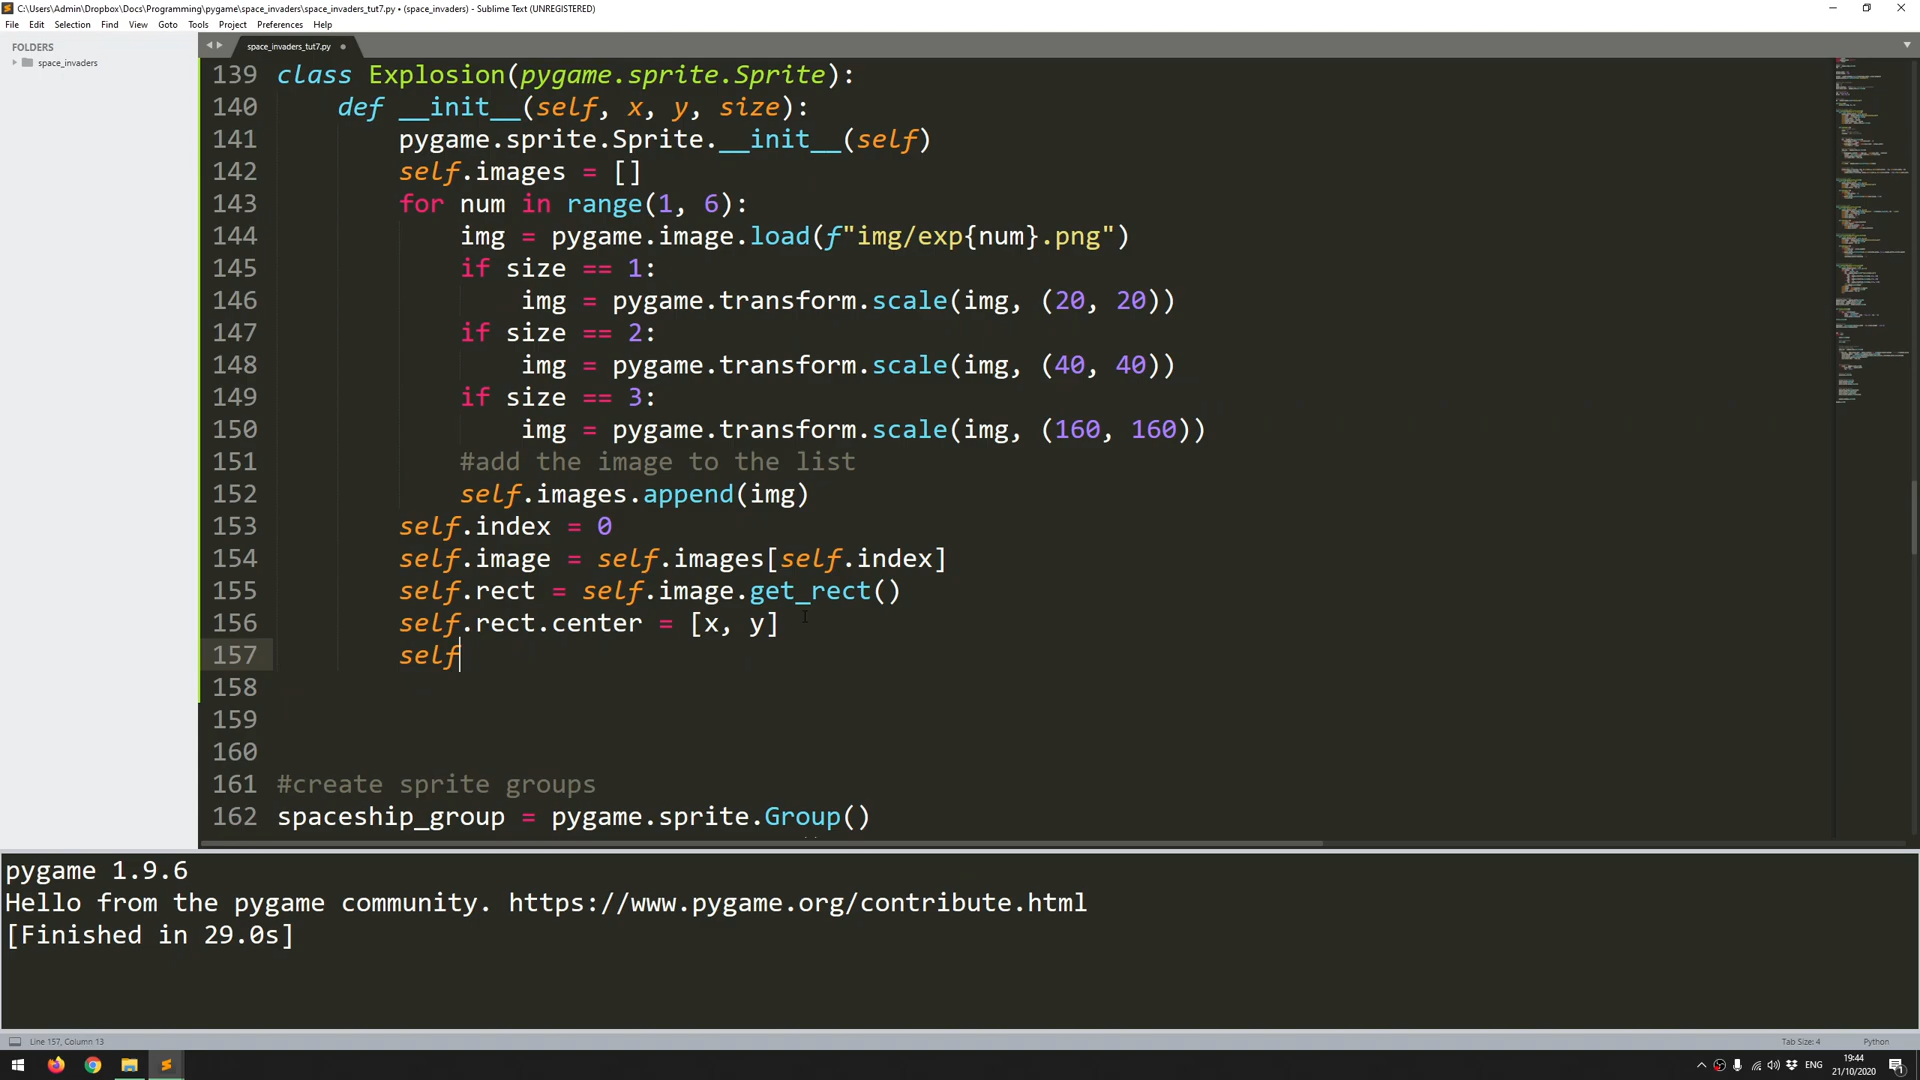 C:\Users\Admin\Dropbox\Docs\Programming\pygame\space_invaders\space_invaders_tut7.py • (space_invaders) - Sublime Text (UNREGISTERED)
File Edit Selection Find View Goto Tools Project Preferences Help
FOLDERS
space_invaders
space_invaders_tut7.py
139 class Explosion(pygame.sprite.Sprite):
140     def __init__(self, x, y, size):
141         pygame.sprite.Sprite.__init__(self)
142         self.images = []
143         for num in range(1, 6):
144             img = pygame.image.load(f"img/exp{num}.png")
145             if size == 1:
146                 img = pygame.transform.scale(img, (20, 20))
147             if size == 2:
148                 img = pygame.transform.scale(img, (40, 40))
149             if size == 3:
150                 img = pygame.transform.scale(img, (160, 160))
151             #add the image to the list
152             self.images.append(img)
153         self.index = 0
154         self.image = self.images[self.index]
155         self.rect = self.image.get_rect()
156         self.rect.center = [x, y]
157         self
158
159
160
161 #create sprite groups
162 spaceship_group = pygame.sprite.Group()
pygame 1.9.6
Hello from the pygame community. https://www.pygame.org/contribute.html
[Finished in 29.0s]
Line 157, Column 13
Tab Size: 4
Python
ENG
19:44
21/10/2020